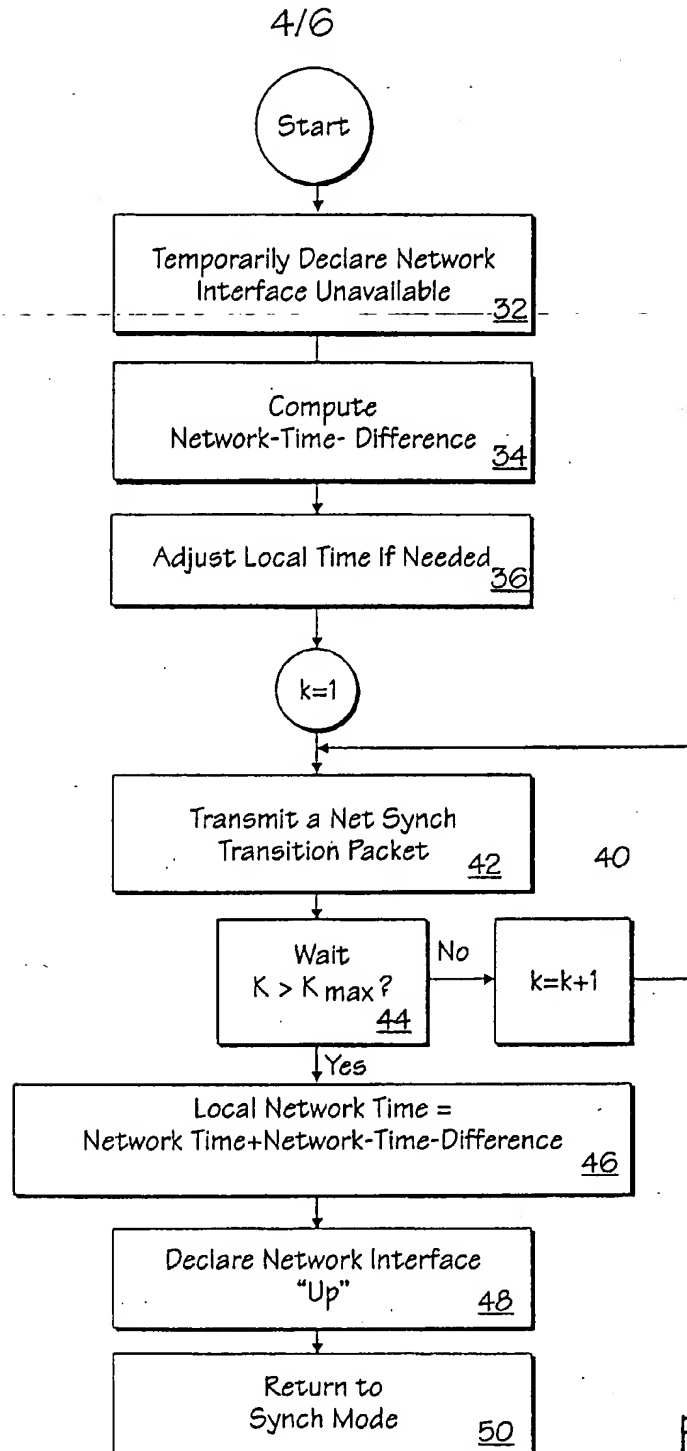 4/6
Start
Temporarily Declare Network
Interface Unavailable
32
Compute
Network-Time- Difference
34
Adjust Local Time If Needed
36
k=1
Transmit a Net Synch
Transition Packet
42
40
Wait
K > K max?
44
No
k=k+1
Yes
Local Network Time =
Network Time+Network-Time-Difference
46
Declare Network Interface
"Up"
48
Return to
Synch Mode
50